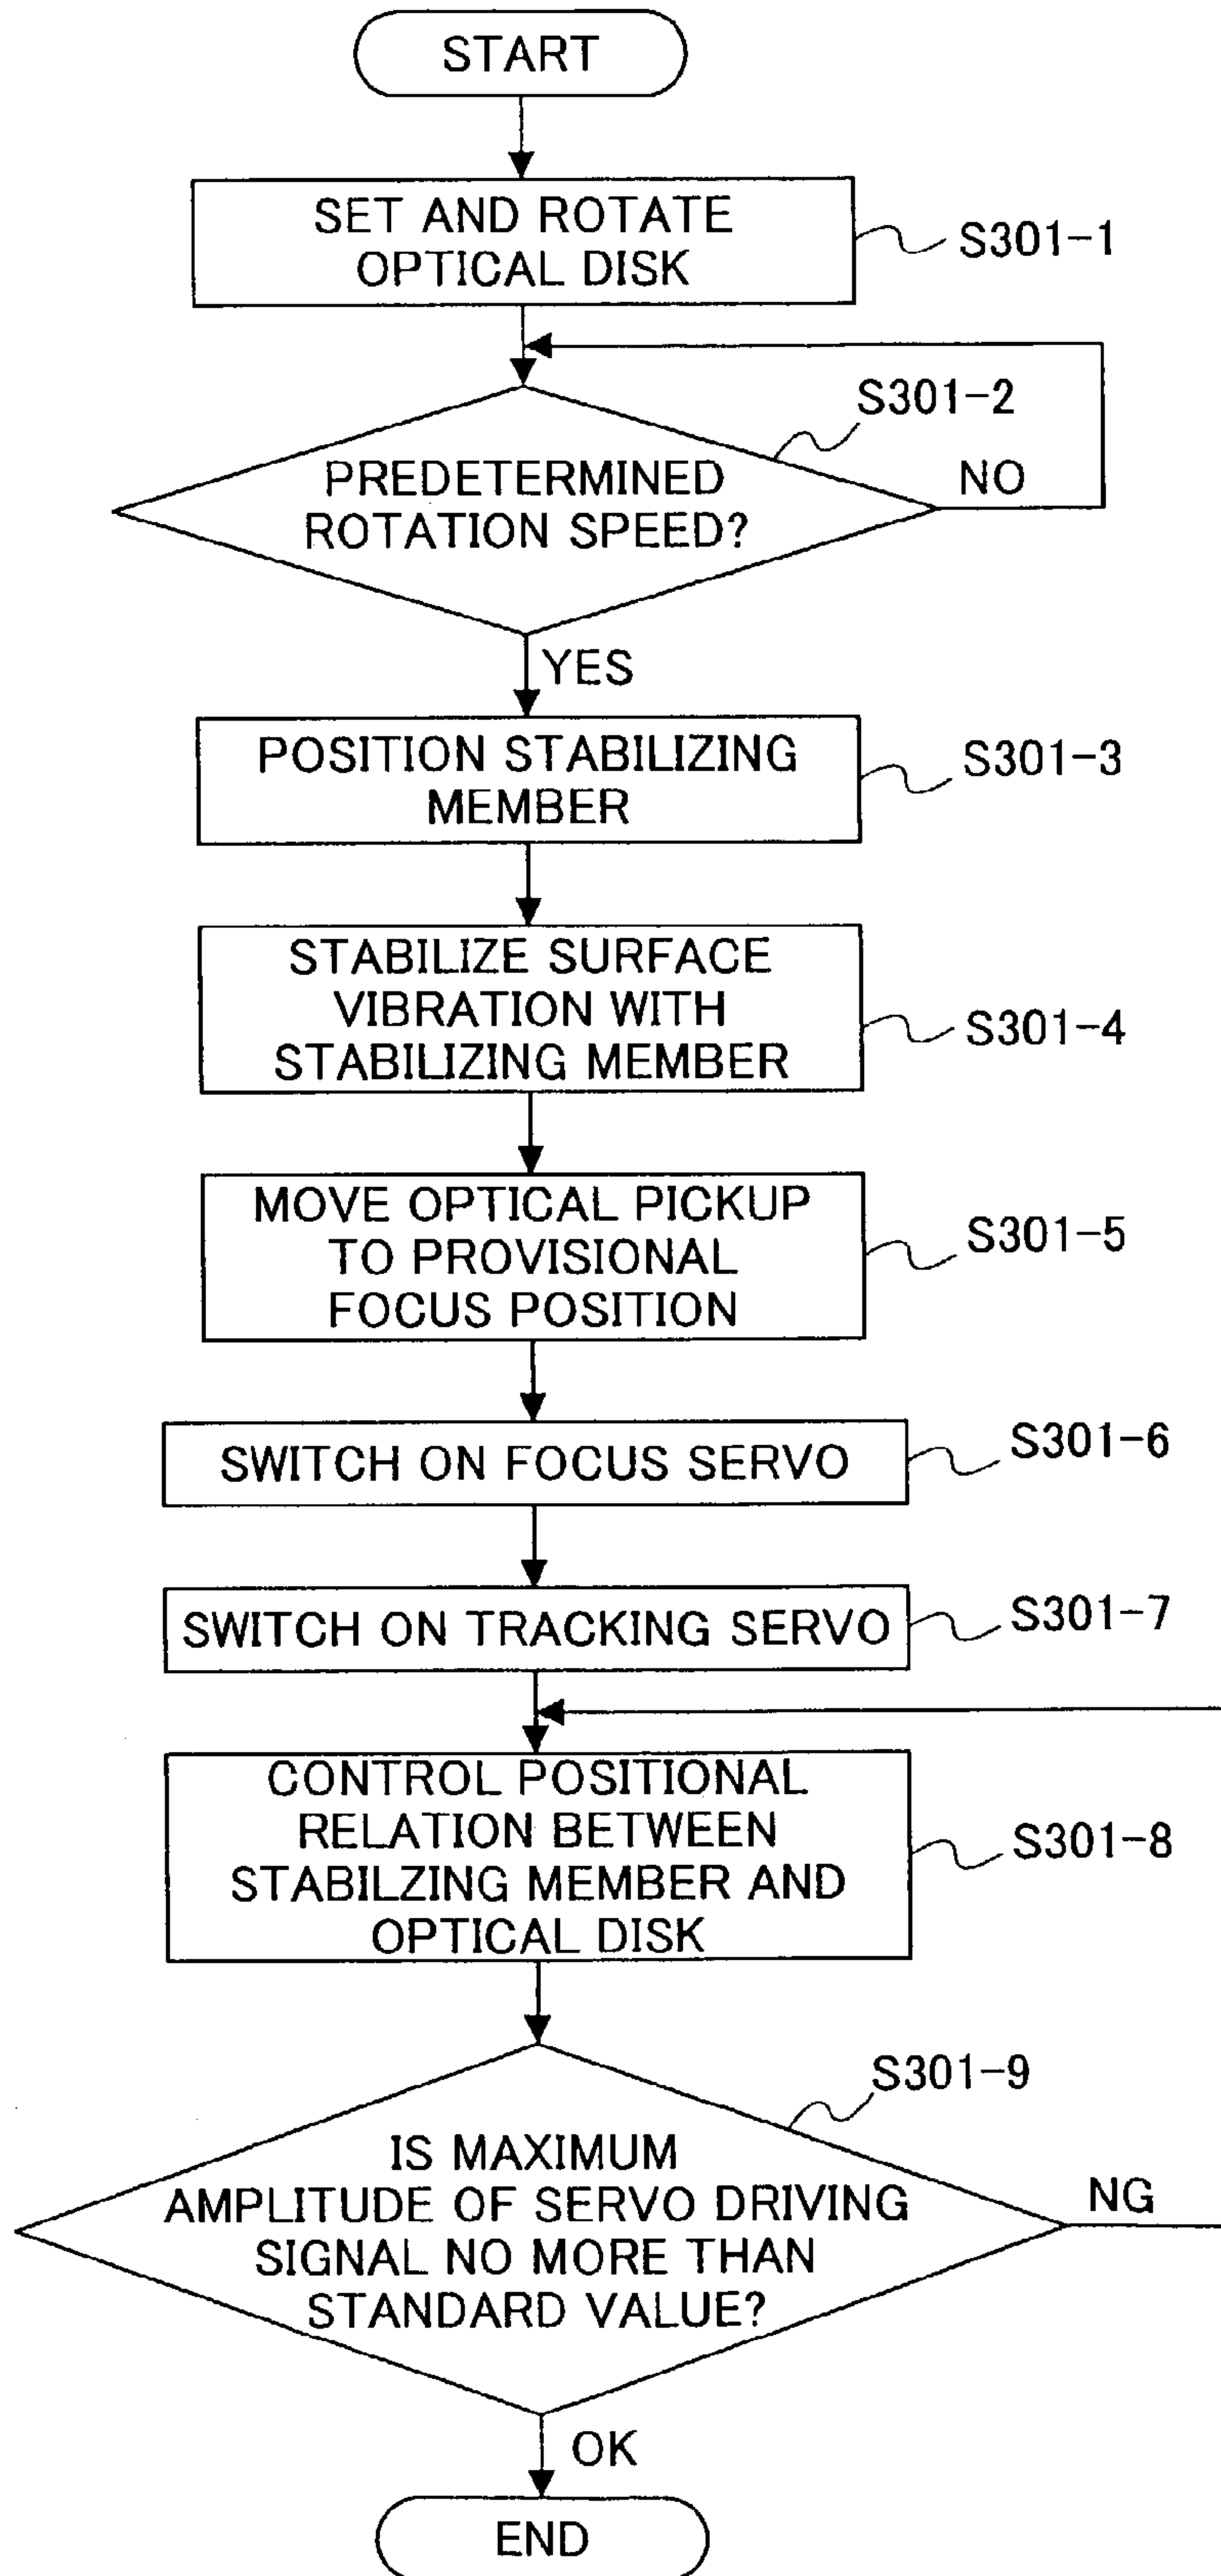 START
SET AND ROTATE
OPTICAL DISK
S301-1
S301-2
PREDETERMINED
ROTATION SPEED?
NO
YES
POSITION STABILIZING
MEMBER
S301-3
STABILIZE SURFACE
VIBRATION WITH
STABILIZING MEMBER
S301-4
MOVE OPTICAL PICKUP
TO PROVISIONAL
FOCUS POSITION
S301-5
SWITCH ON FOCUS SERVO
S301-6
SWITCH ON TRACKING SERVO
S301-7
CONTROL POSITIONAL
RELATION BETWEEN
STABILZING MEMBER AND
OPTICAL DISK
S301-8
S301-9
IS MAXIMUM
AMPLITUDE OF SERVO DRIVING
SIGNAL NO MORE THAN
STANDARD VALUE?
NG
OK
END